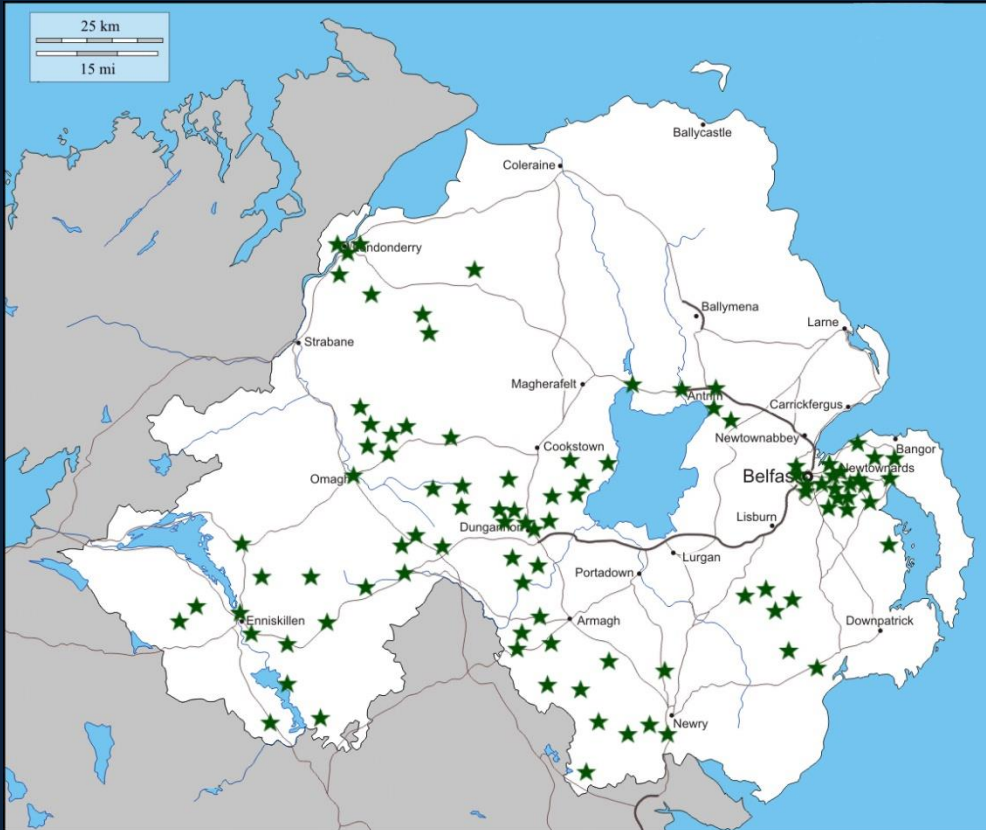 25 km
15 mi
Ballycastle
Coleraine
Londonderry
Ballymena
Larne
Strabane
Magherafelt
Antrim
Carrickfergus
Newtownabbey
Bangor
Cookstown
Newtownards
Belfast
Omagh
Lisburn
Dungannon
Lurgan
Portadown
Enniskillen
Armagh
Downpatrick
Newry